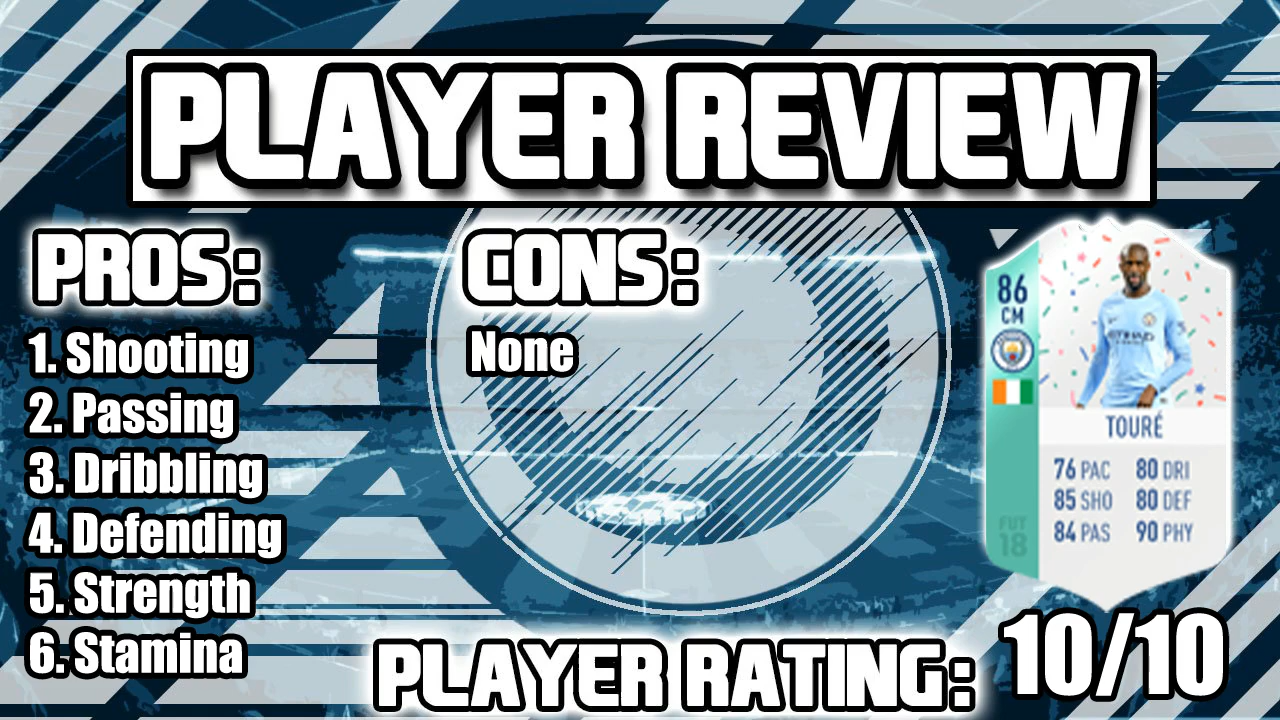 PLAYER REVIEW
PROS:
1. Shooting
2. Passing
3. Dribbling
4. Defending
5. Strength
6. Stamina
CONS:
None
86
CM
TOURÉ
76 PAC 80 DRI
85 SHO 80 DEF
84 PAS 90 PHY
FUT
18
PLAYER RATING: 10/10